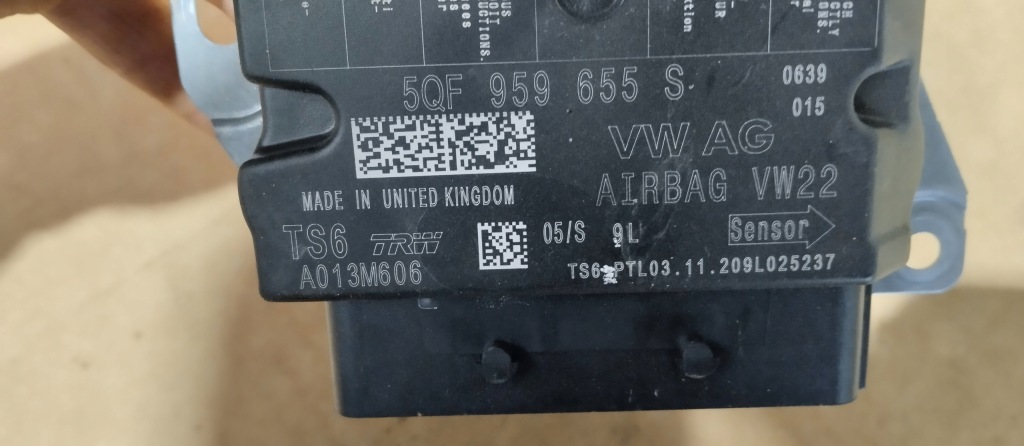 5QF 959 655 S
0639
015
VW AG
MADE IN UNITED KINGDOM
AIRBAG VW22
TS6 TRW
05/S 9L
Sensor
A013M606
TS6-PTL03.11.209L025237